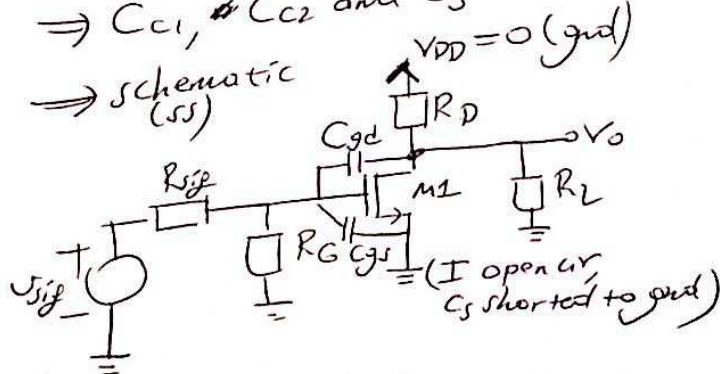 ⇒ Cc1, Cc2 and Cs
VDD = 0 (gnd)
⇒ schematic
(ss)
RD
Cgd
Vo
Rsig
M1
RL
RG
Cgs
+
Vsig
−
(I open cir,
Cs shorted to gnd)